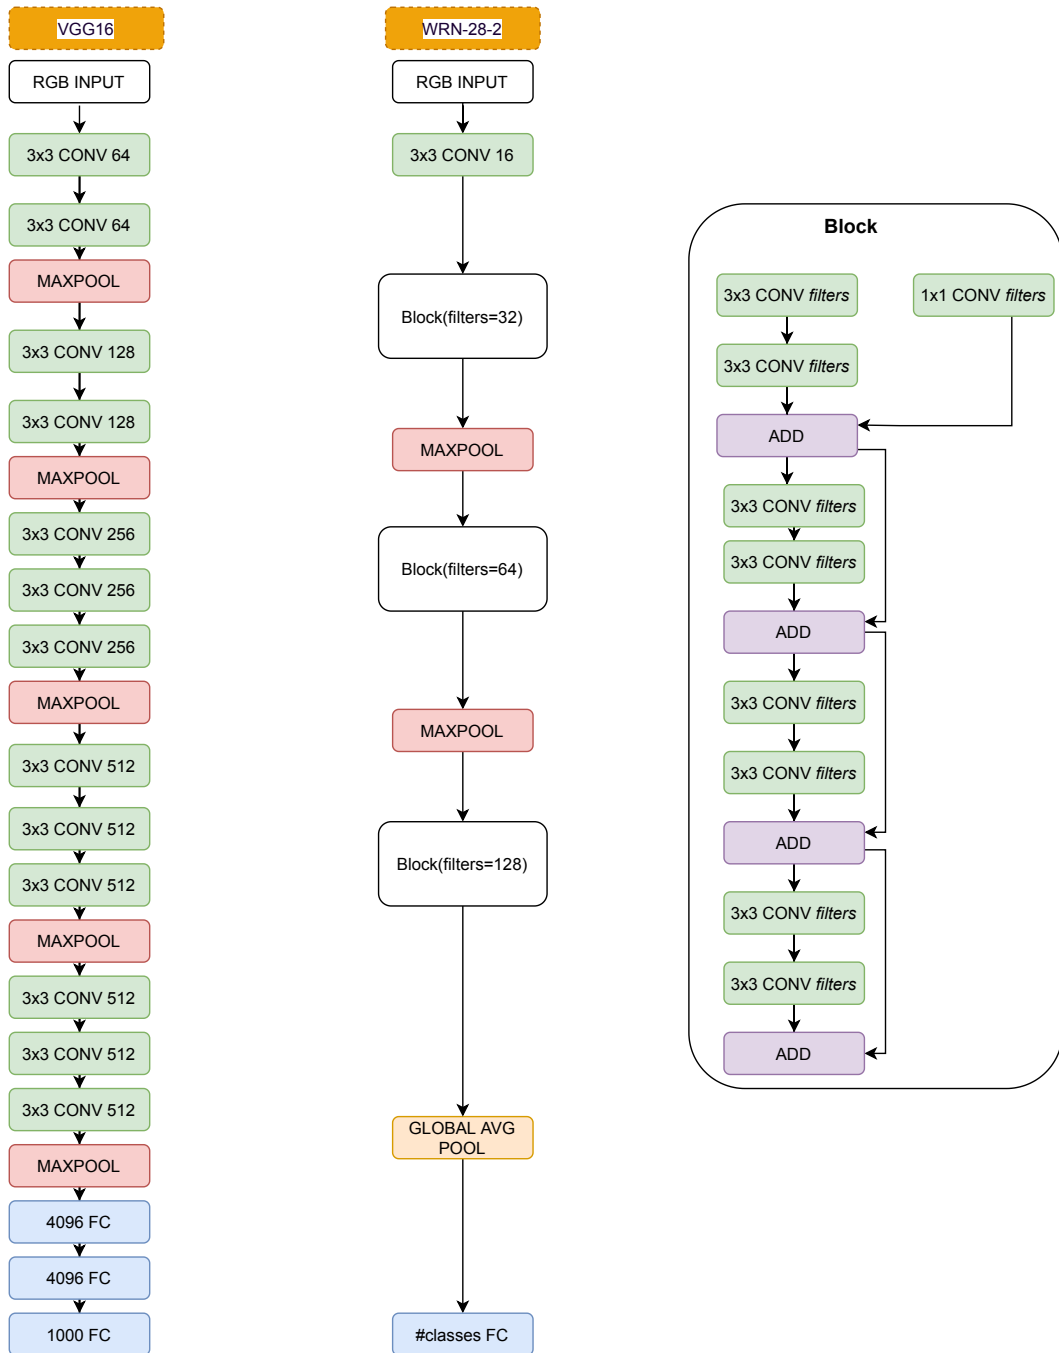 VGG16
RGB INPUT
3x3 CONV 64
3x3 CONV 64
MAXPOOL
3x3 CONV 128
3x3 CONV 128
MAXPOOL
3x3 CONV 256
3x3 CONV 256
3x3 CONV 256
MAXPOOL
3x3 CONV 512
3x3 CONV 512
3x3 CONV 512
MAXPOOL
3x3 CONV 512
3x3 CONV 512
3x3 CONV 512
MAXPOOL
4096 FC
4096 FC
1000 FC
WRN-28-2
RGB INPUT
3x3 CONV 16
Block(filters=32)
MAXPOOL
Block(filters=64)
MAXPOOL
Block(filters=128)
GLOBAL AVG
POOL
#classes FC
Block
3x3 CONV filters
1x1 CONV filters
3x3 CONV filters
ADD
3x3 CONV filters
3x3 CONV filters
ADD
3x3 CONV filters
3x3 CONV filters
ADD
3x3 CONV filters
3x3 CONV filters
ADD